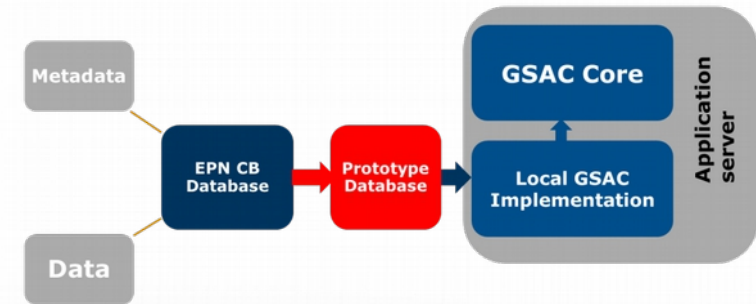 Metadata
Data
EPN CB
Database
Prototype
Database
GSAC Core
Local GSAC
Implementation
Application
server